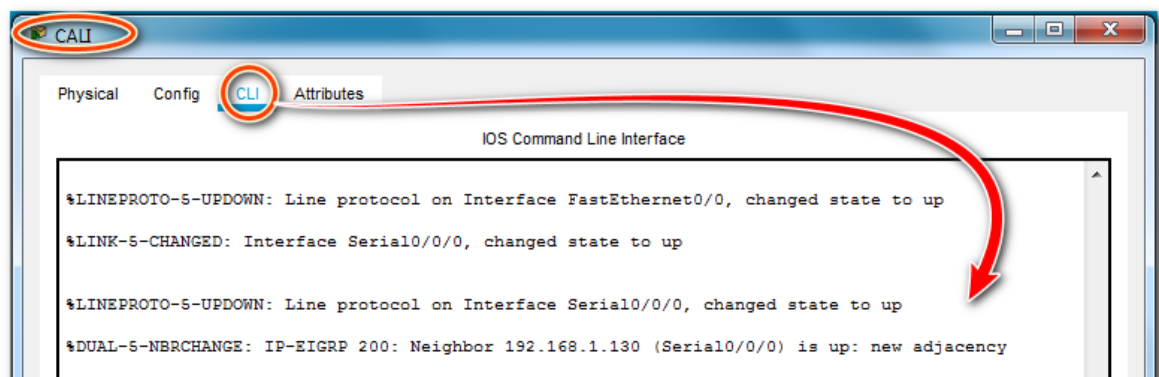 CALI
Physical Config CLI Attributes
IOS Command Line Interface
%LINEPROTO-5-UPDOWN: Line protocol on Interface FastEthernet0/0, changed state to up
%LINK-5-CHANGED: Interface Serial0/0/0, changed state to up
%LINEPROTO-5-UPDOWN: Line protocol on Interface Serial0/0/0, changed state to up
%DUAL-5-NBRCHANGE: IP-EIGRP 200: Neighbor 192.168.1.130 (Serial0/0/0) is up: new adjacency